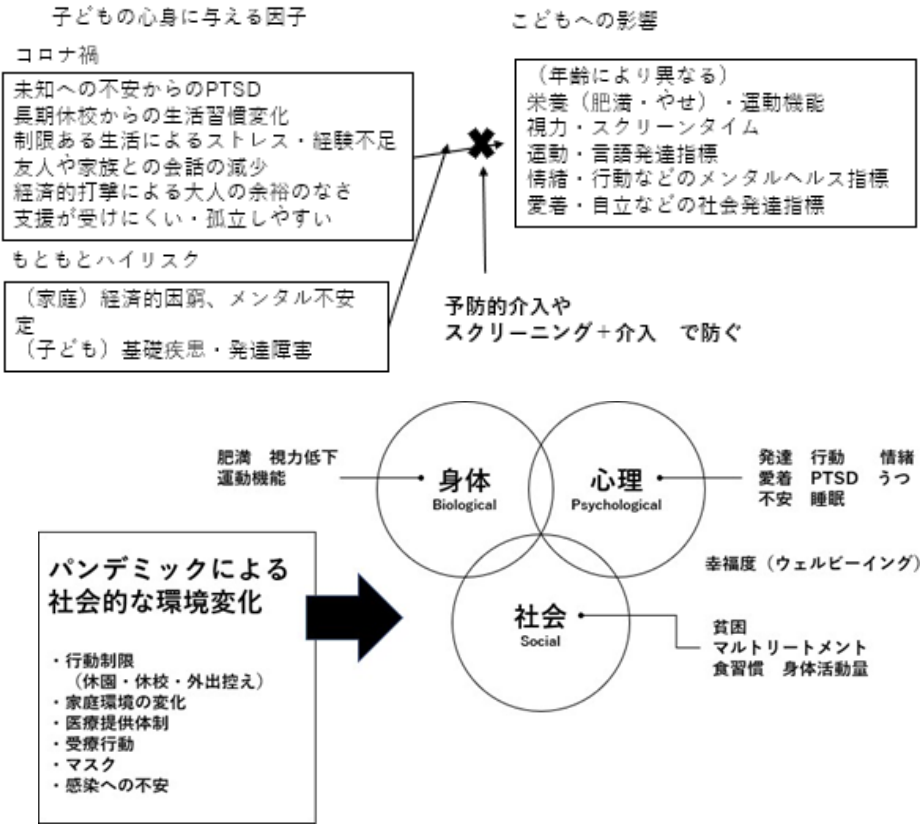 子どもの心身に与える因子
コロナ禍
未知への不安からのPTSD
長期休校からの生活習慣変化
制限ある生活によるストレス・経験不足
友人や家族との会話の減少
経済的打撃による大人の余裕のなさ
支援が受けにくい・孤立しやすい
もともとハイリスク
（家庭）経済的困窮、メンタル不安
定
（子ども）基礎疾患・発達障害
こどもへの影響
（年齢により異なる）
栄養（肥満・やせ）・運動機能
視力・スクリーンタイム
運動・言語発達指標
情緒・行動などのメンタルヘルス指標
愛着・自立などの社会発達指標
予防的介入や
スクリーニング＋介入　で防ぐ
肥満　視力低下
運動機能
身体
Biological
心理
Psychological
発達　行動　　情緒
愛着　PTSD　うつ
不安　睡眠
幸福度（ウェルビーイング）
社会
Social
貧困
マルトリートメント
食習慣　身体活動量
パンデミックによる
社会的な環境変化
・行動制限
（休園・休校・外出控え）
・家庭環境の変化
・医療提供体制
・受療行動
・マスク
・感染への不安